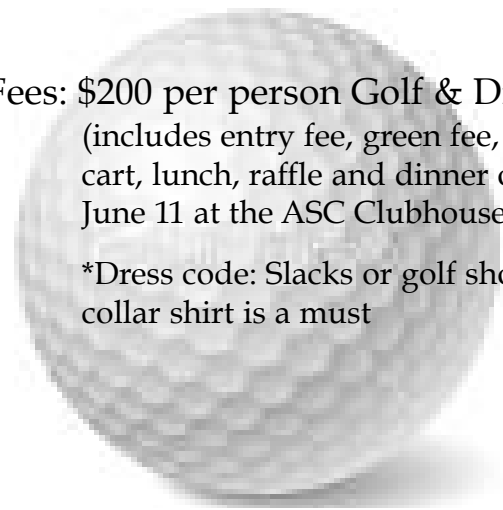 Fees: $200 per person Golf & D
(includes entry fee, green fee,
cart, lunch, raffle and dinner o
June 11 at the ASC Clubhouse
*Dress code: Slacks or golf sho
collar shirt is a must